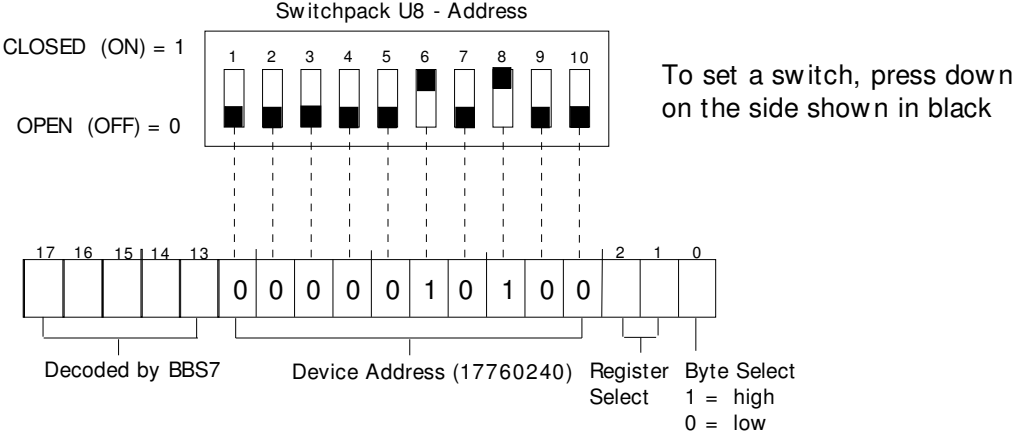 Switchpack U8 - Address
CLOSED (ON) = 1
1 2 3 4 5 6 7 8 9 10
To set a switch, press down
on the side shown in black
OPEN (OFF) = 0
17 16 15 14 13 2 1 0
0 0 0 0 0 1 0 1 0 0
Decoded by BBS7 Device Address (17760240) Register Byte Select
Select 1 = high
0 = low